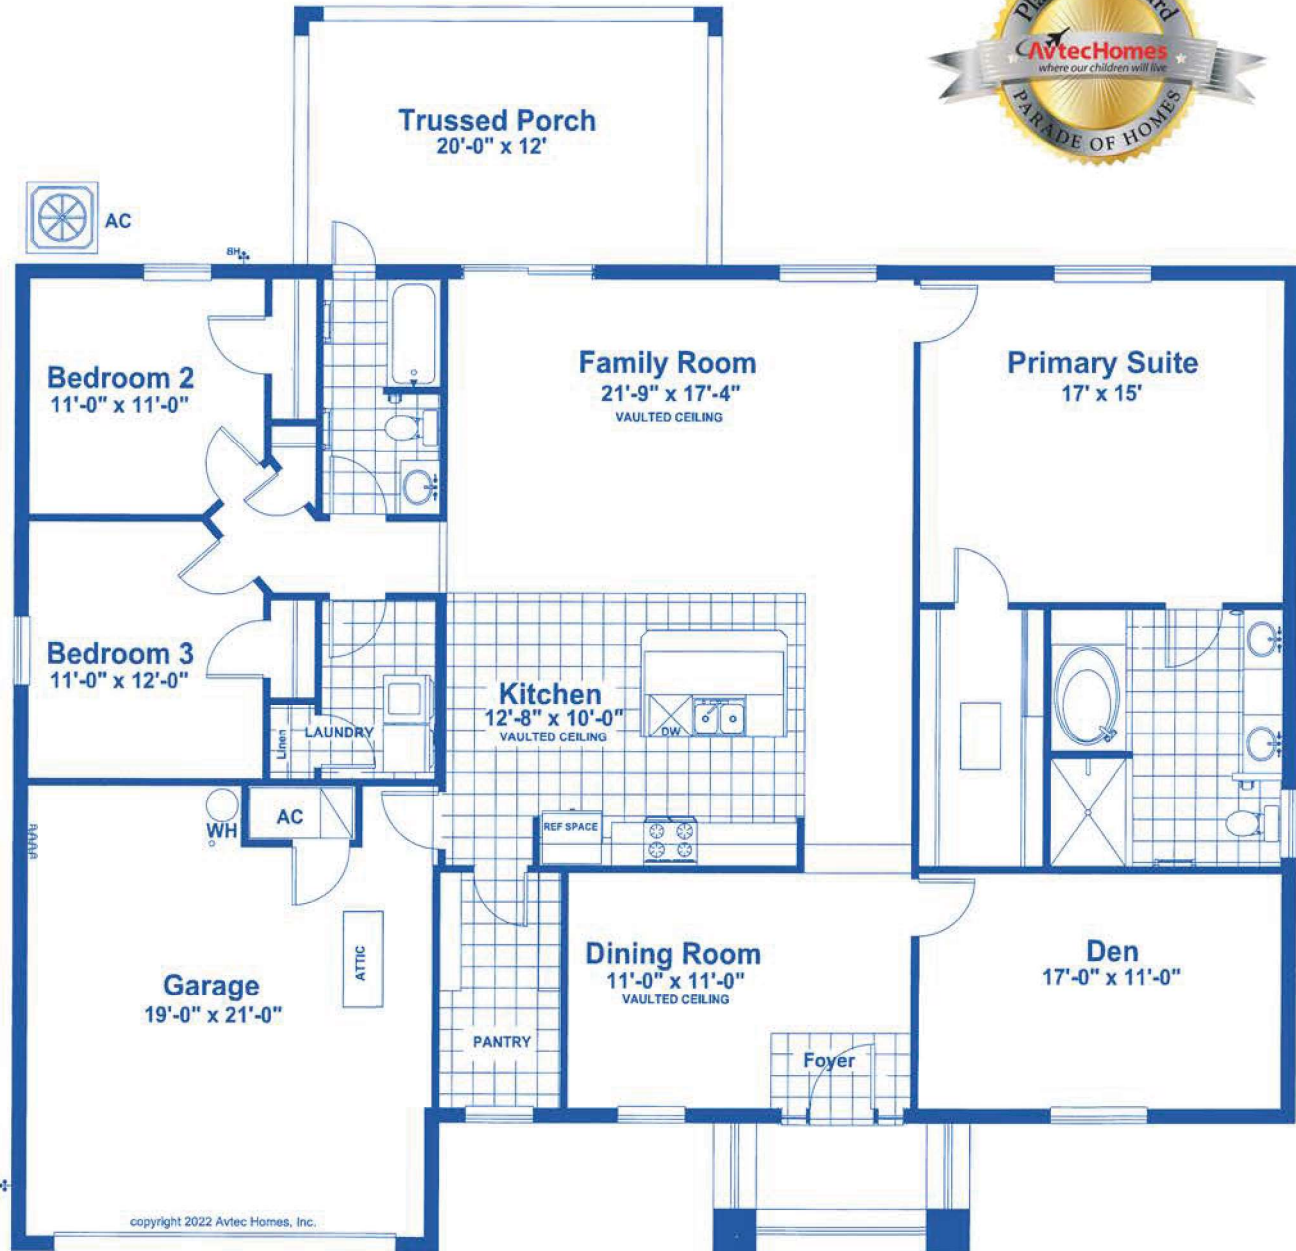 AvtecHomes
where our children will live
PARADE OF HOMES
Trussed Porch
20'-0" x 12'
AC
HB
Bedroom 2
11'-0" x 11'-0"
Family Room
21'-9" x 17'-4"
VAULTED CEILING
Primary Suite
17' x 15'
Bedroom 3
11'-0" x 12'-0"
Kitchen
12'-8" x 10'-0"
VAULTED CEILING
DW
Linen
LAUNDRY
WH
AC
REF SPACE
ATTIC
Garage
19'-0" x 21'-0"
PANTRY
Dining Room
11'-0" x 11'-0"
VAULTED CEILING
Foyer
Den
17'-0" x 11'-0"
copyright 2022 Avtec Homes, Inc.